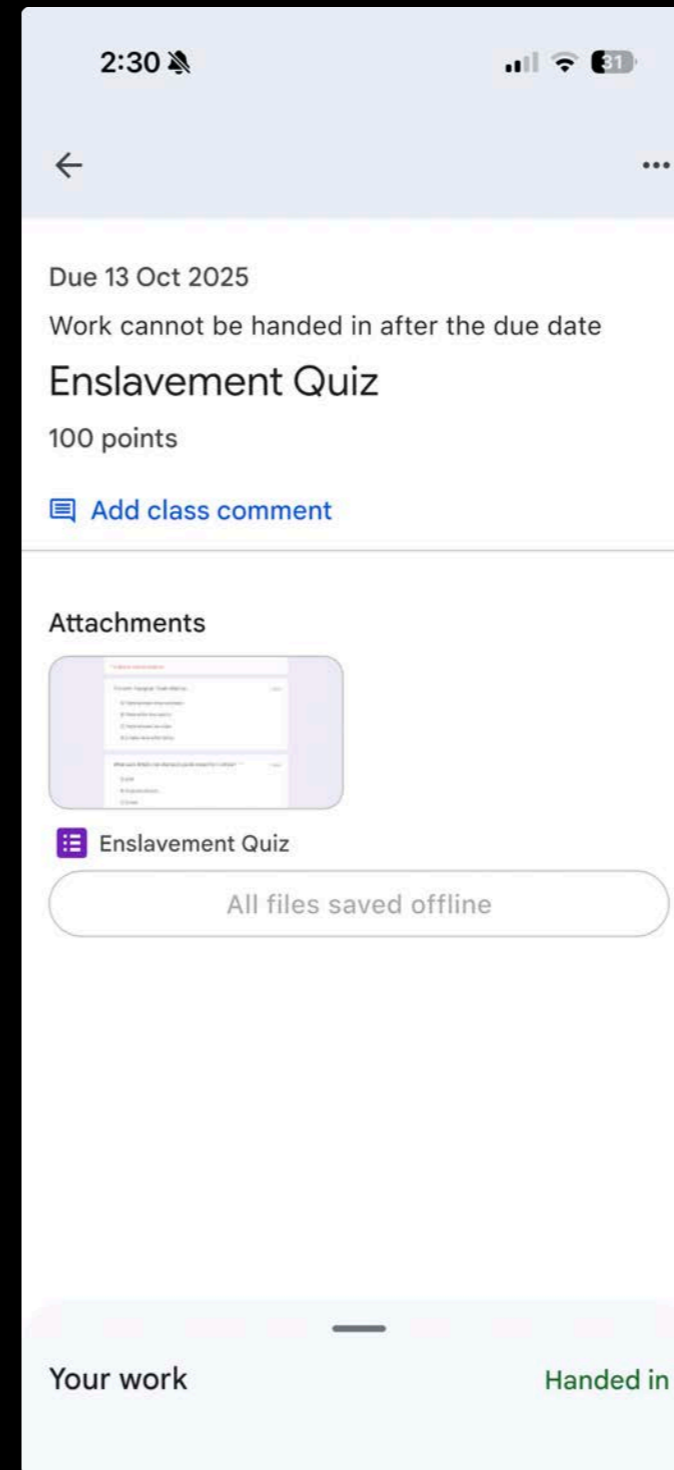 2:30
31
Due 13 Oct 2025
Work cannot be handed in after the due date
Enslavement Quiz
100 points
Add class comment
Attachments
Enslavement Quiz
All files saved offline
Your work
Handed in